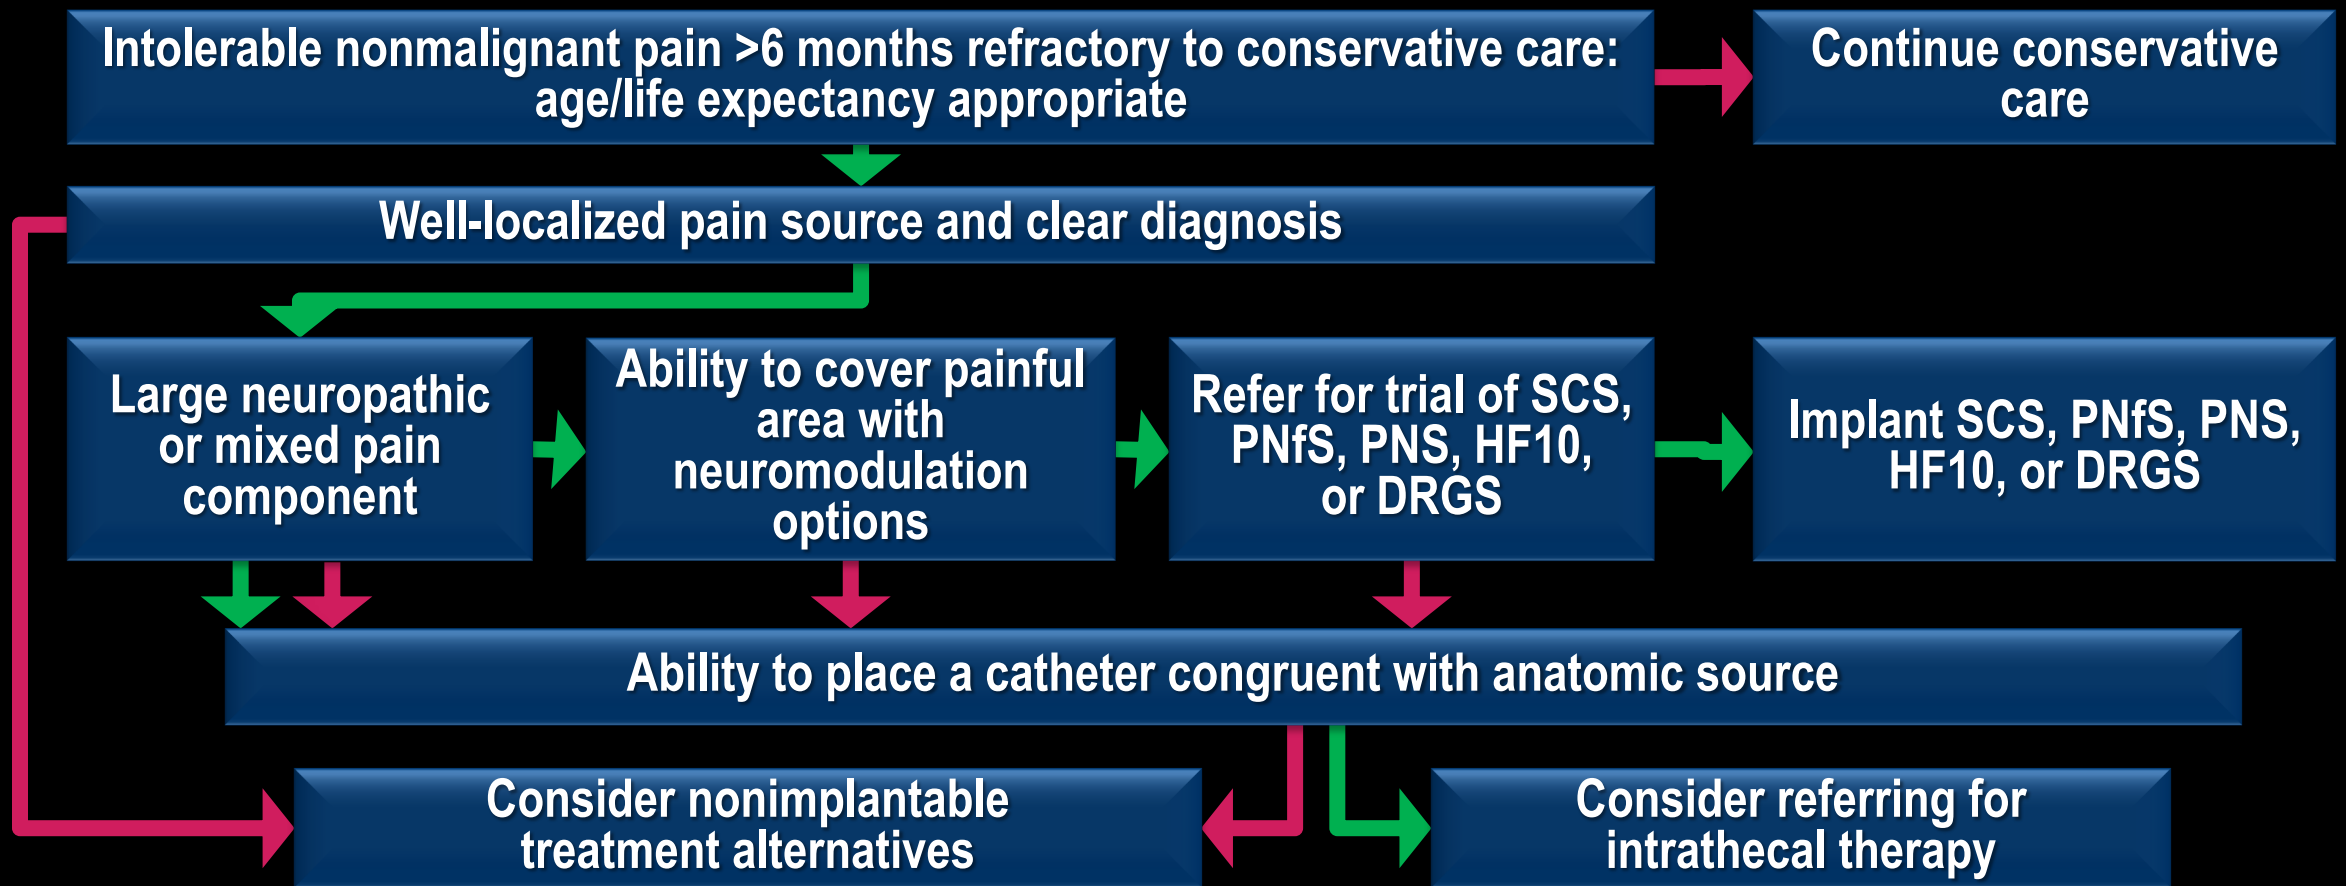 Intolerable nonmalignant pain >6 months refractory to conservative care:
age/life expectancy appropriate
Continue conservative
care
Well-localized pain source and clear diagnosis
Large neuropathic
or mixed pain
component
Ability to cover painful
area with
neuromodulation
options
Refer for trial of SCS,
PNfS, PNS, HF10,
or DRGS
Implant SCS, PNfS, PNS,
HF10, or DRGS
Ability to place a catheter congruent with anatomic source
Consider nonimplantable
treatment alternatives
Consider referring for
intrathecal therapy